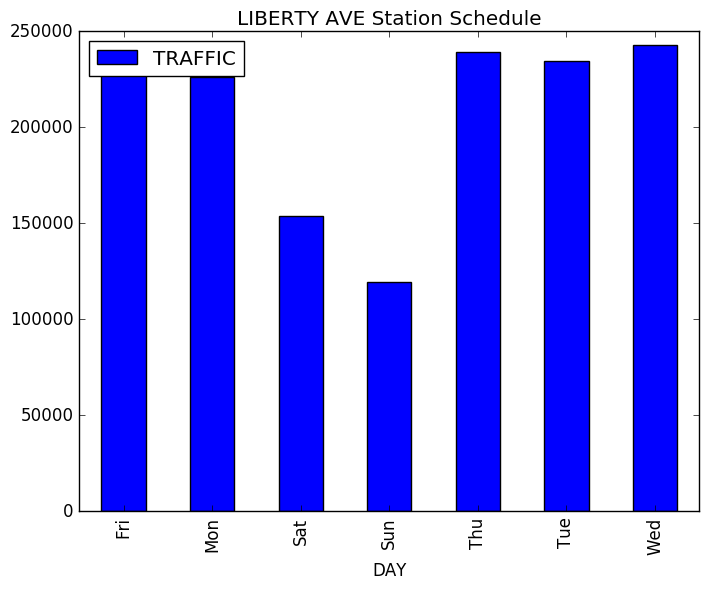 LIBERTY AVE Station Schedule
TRAFFIC
250000
200000
150000
100000
50000
0
Fri
Mon
Sat
Sun
Thu
Tue
Wed
DAY